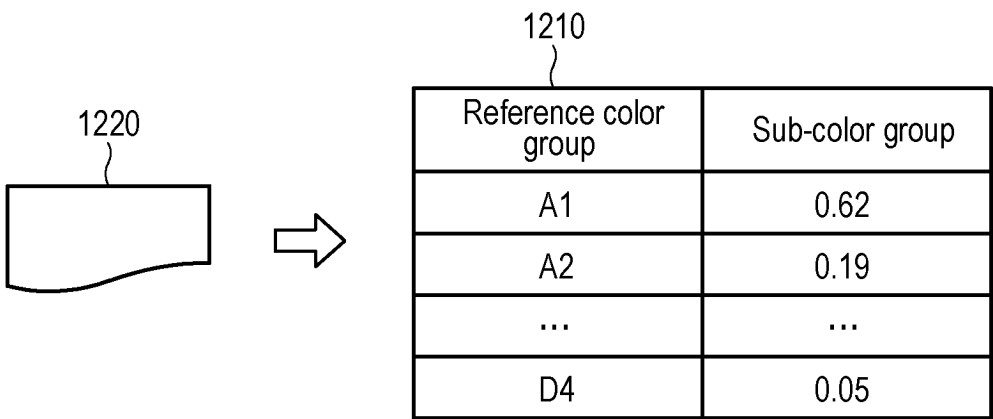 1210
1220
Reference color
group
Sub-color group
A1
0.62
A2
0.19
...
...
D4
0.05